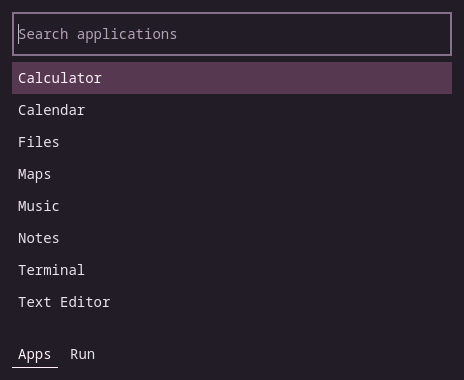 Search applications
Calculator
Calendar
Files
Maps
Music
Notes
Terminal
Text Editor
Apps Run